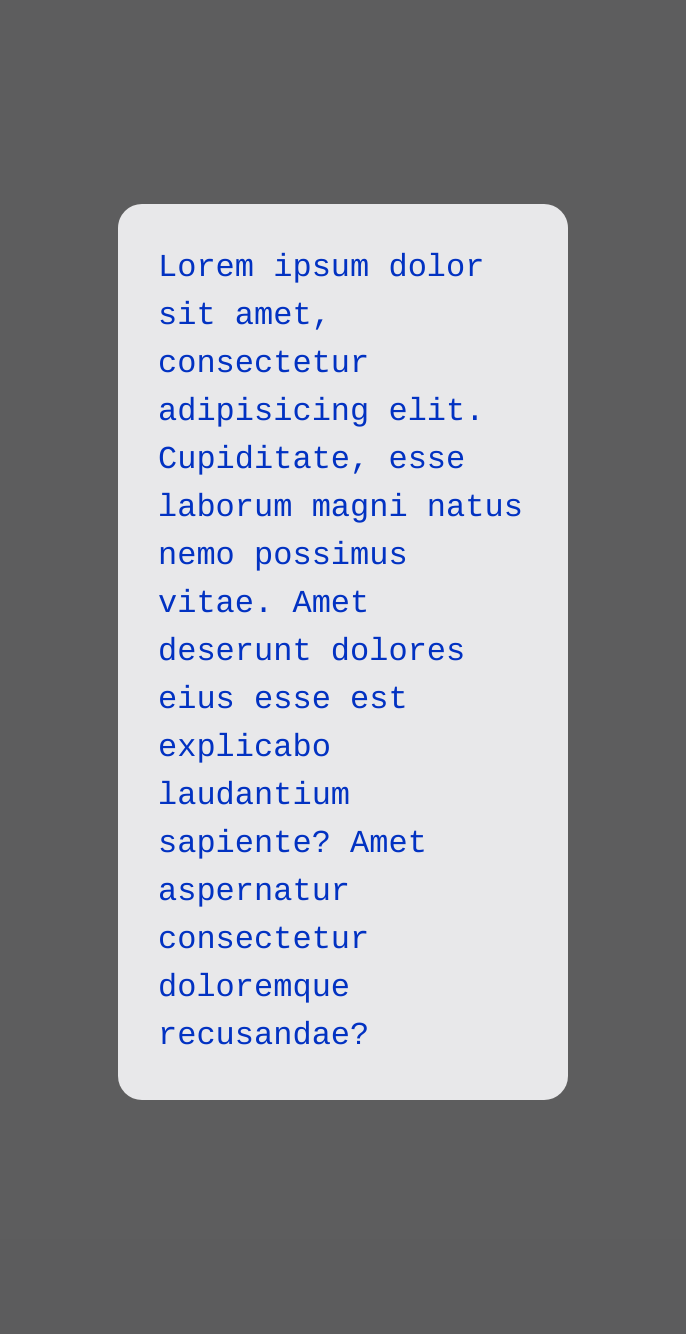 Lorem ipsum dolor
sit amet,
consectetur
adipisicing elit.
Cupiditate, esse
laborum magni natus
nemo possimus
vitae. Amet
deserunt dolores
eius esse est
explicabo
laudantium
sapiente? Amet
aspernatur
consectetur
doloremque
recusandae?